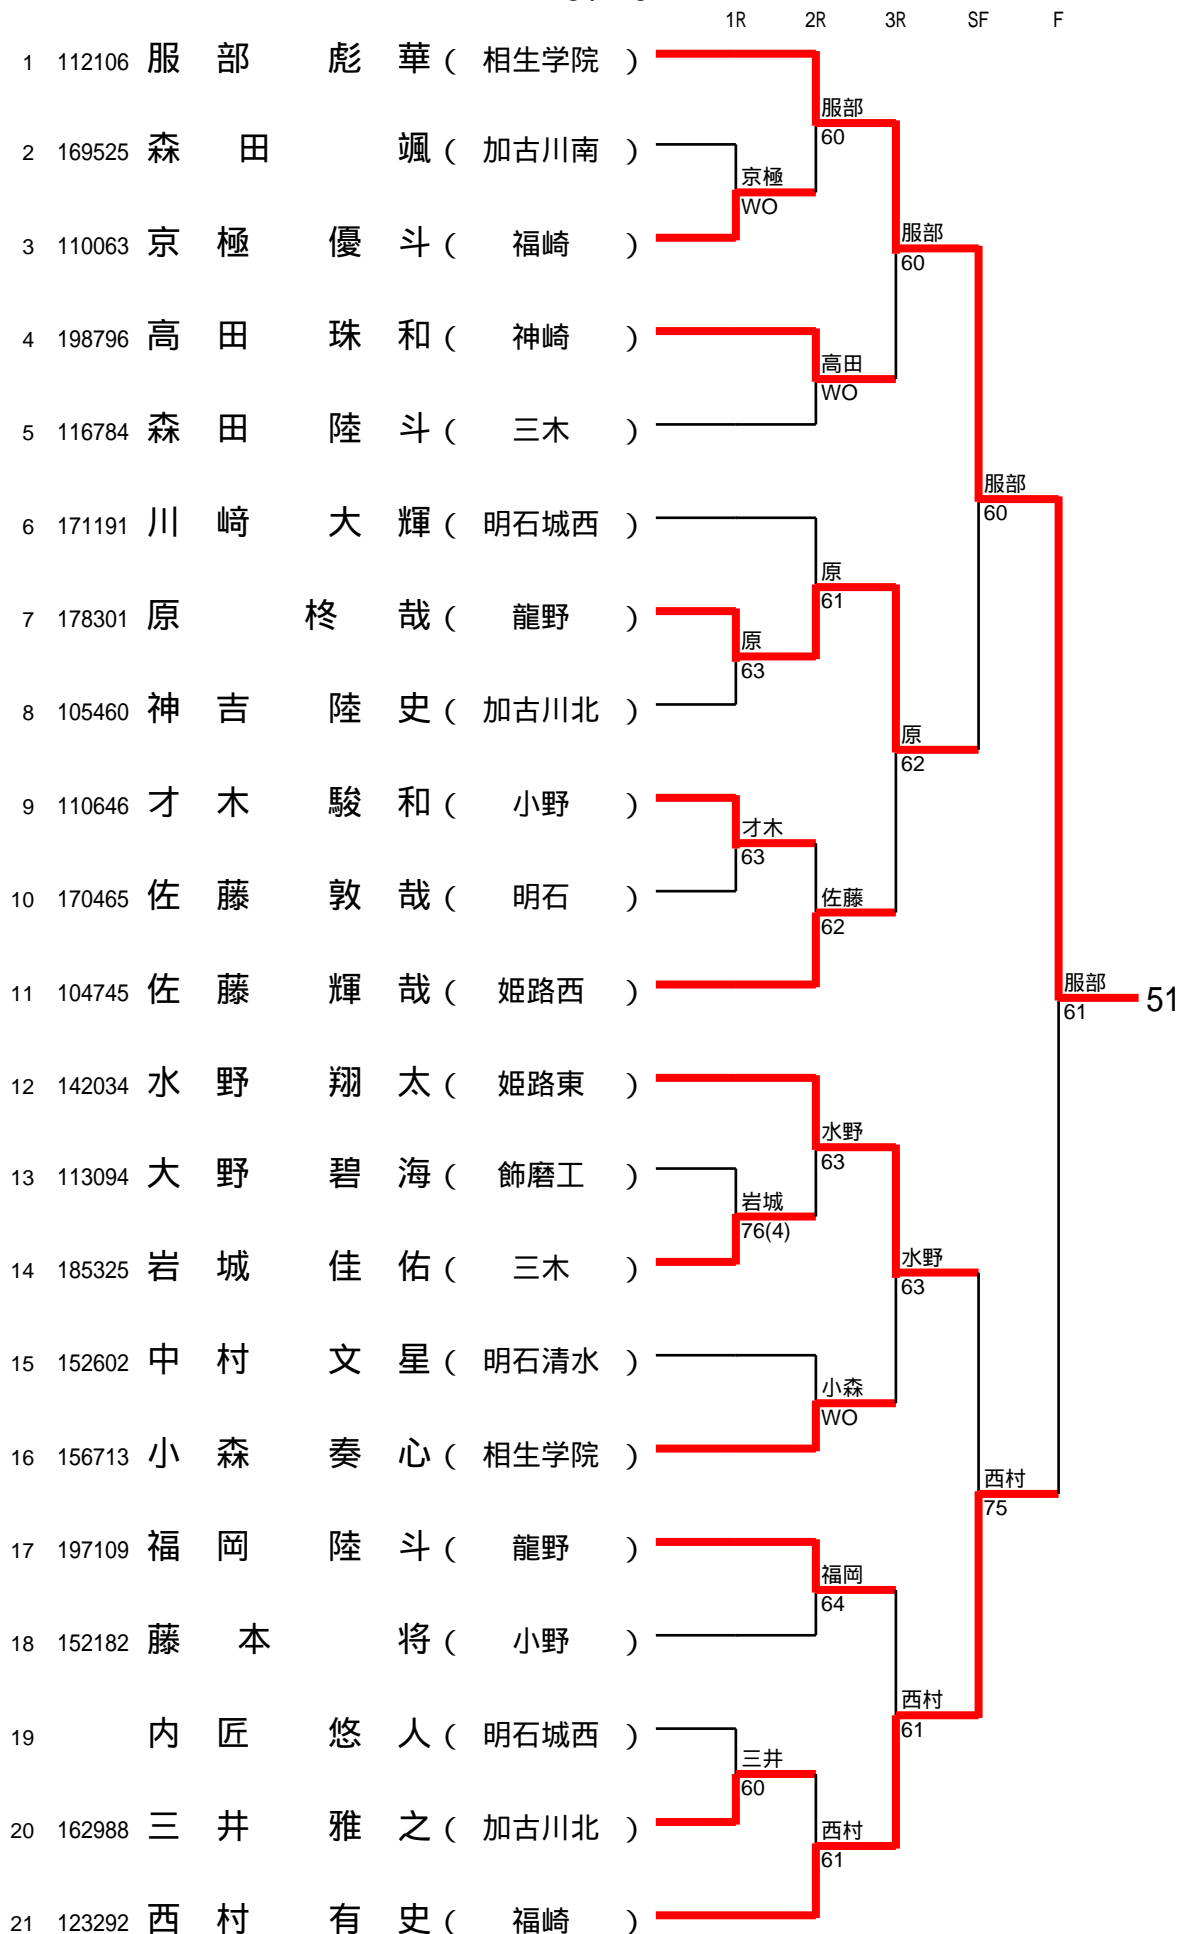 1R 2R 3R SF F
1 112106 服部 彪華 ( 相生学院 )
服部
60
2 169525 森田 颯 ( 加古川南 )
京極
WO
3 110063 京極 優斗 ( 福崎 )
服部
60
4 198796 高田 珠和 ( 神崎 )
高田
WO
5 116784 森田 陸斗 ( 三木 )
服部
60
6 171191 川﨑 大輝 ( 明石城西 )
原
61
7 178301 原 柊哉 ( 龍野 )
原
63
8 105460 神吉 陸史 ( 加古川北 )
原
62
9 110646 才木 駿和 ( 小野 )
才木
63
10 170465 佐藤 敦哉 ( 明石 )
佐藤
62
11 104745 佐藤 輝哉 ( 姫路西 )
服部
61
51
12 142034 水野 翔太 ( 姫路東 )
水野
63
13 113094 大野 碧海 ( 飾磨工 )
岩城
76(4)
14 185325 岩城 佳佑 ( 三木 )
水野
63
15 152602 中村 文星 ( 明石清水 )
小森
WO
16 156713 小森 奏心 ( 相生学院 )
西村
75
17 197109 福岡 陸斗 ( 龍野 )
福岡
64
18 152182 藤本 将 ( 小野 )
西村
61
19 内匠 悠人 ( 明石城西 )
三井
60
20 162988 三井 雅之 ( 加古川北 )
西村
61
21 123292 西村 有史 ( 福崎 )